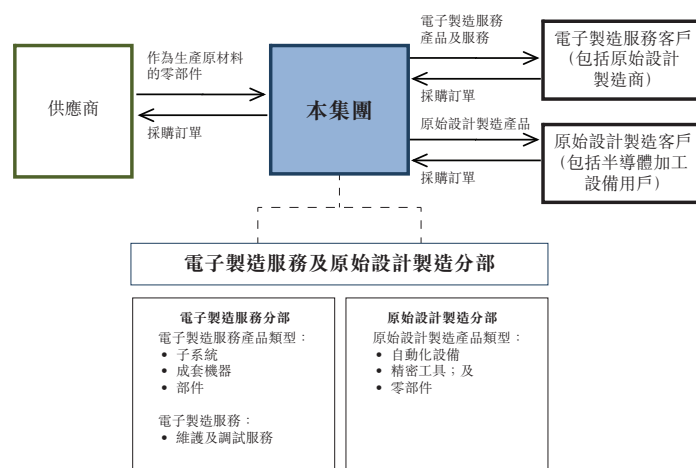 供應商
作為生產原材料
的零部件
採購訂單
本集團
電子製造服務
產品及服務
採購訂單
原始設計製造產品
採購訂單
電子製造服務客戶
(包括原始設計
製造商)
原始設計製造客戶
(包括半導體加工
設備用戶)
電子製造服務及原始設計製造分部
電子製造服務分部
電子製造服務產品類型：
• 子系統
• 成套機器
• 部件
電子製造服務：
• 維護及調試服務
原始設計製造分部
原始設計製造產品類型：
• 自動化設備
• 精密工具；及
• 零部件